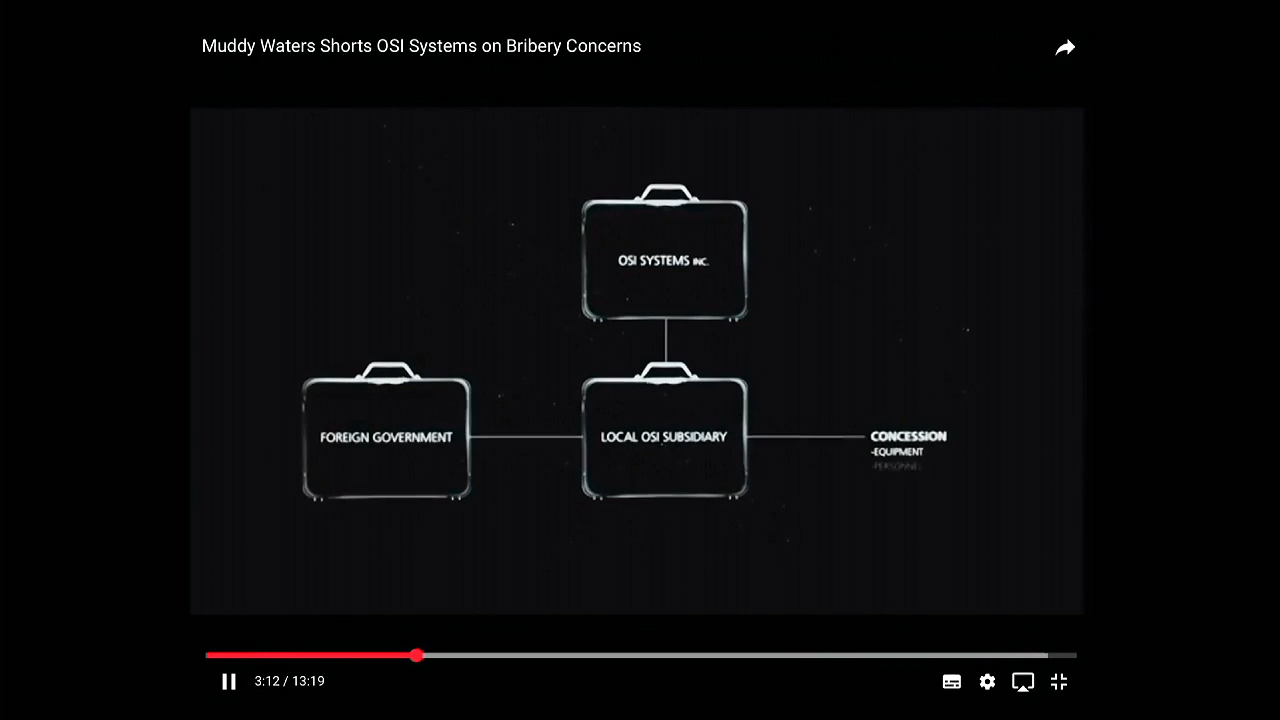 Muddy Waters Shorts OSI Systems on Bribery Concerns
OSI SYSTEMS INC.
FOREIGN GOVERNMENT
LOCAL OSI SUBSIDIARY
CONCESSION
-EQUIPMENT
-PERSONNEL
3:12 / 13:19